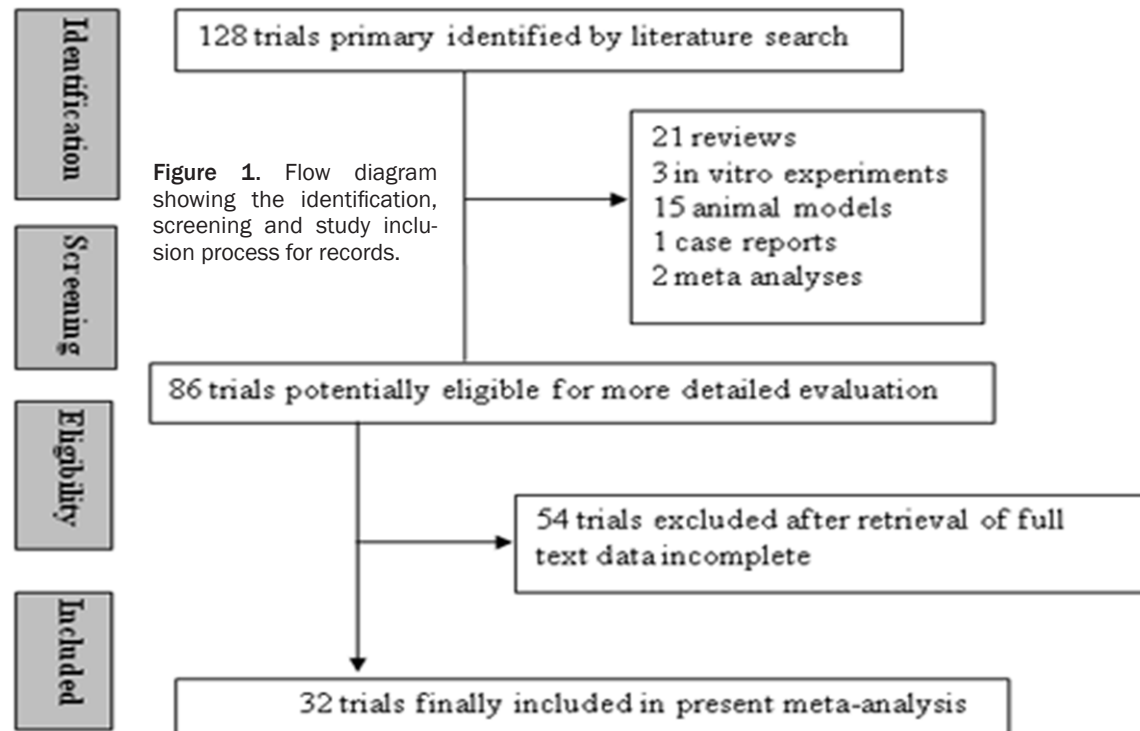 Identification
128 trials primary identified by literature search
21 reviews
3 in vitro experiments
15 animal models
1 case reports
2 meta analyses
Figure 1. Flow diagram
showing the identification,
screening and study inclu-
sion process for records.
Screening
86 trials potentially eligible for more detailed evaluation
Eligibility
54 trials excluded after retrieval of full
text data incomplete
Included
32 trials finally included in present meta-analysis